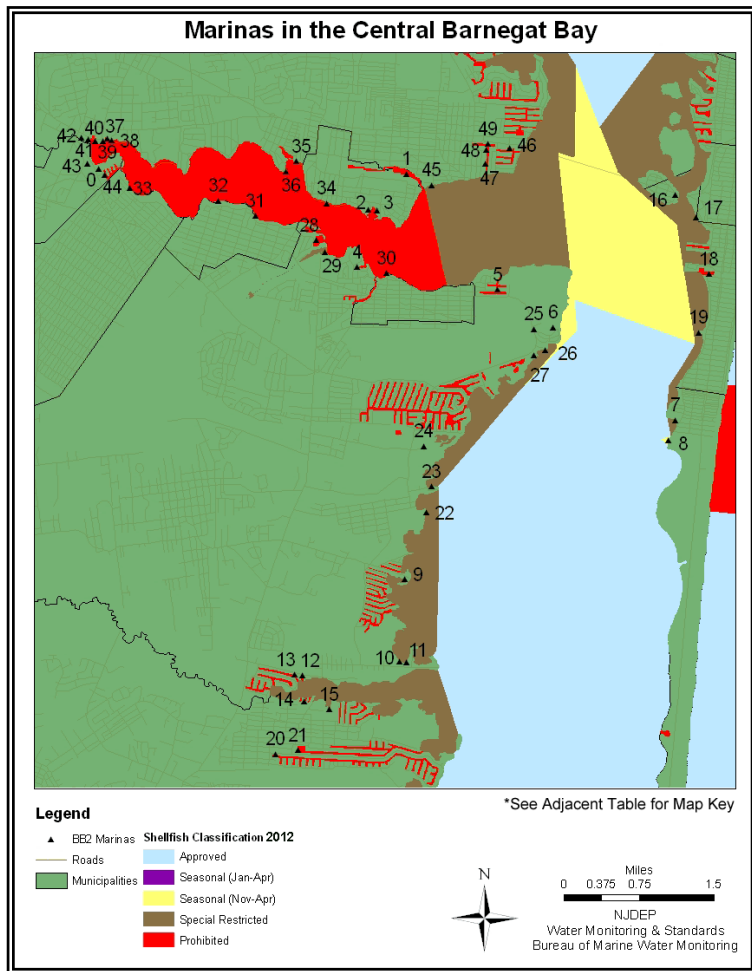 Marinas in the Central Barnegat Bay
42 40 37
41 39 38
43
0
44 33
35
36
32
31
34
2 3
1
45
28
29
4
30
49
48 46
47
5
16
17
18
19
25 6
26
27
7
8
24
23
22
9
10 11
13 12
14 15
20 21
*See Adjacent Table for Map Key
Legend
BB2 Marinas
Roads
Municipalities
Shellfish Classification 2012
Approved
Seasonal (Jan-Apr)
Seasonal (Nov-Apr)
Special Restricted
Prohibited
N
Miles
0 0.375 0.75 1.5
NJDEP
Water Monitoring & Standards
Bureau of Marine Water Monitoring